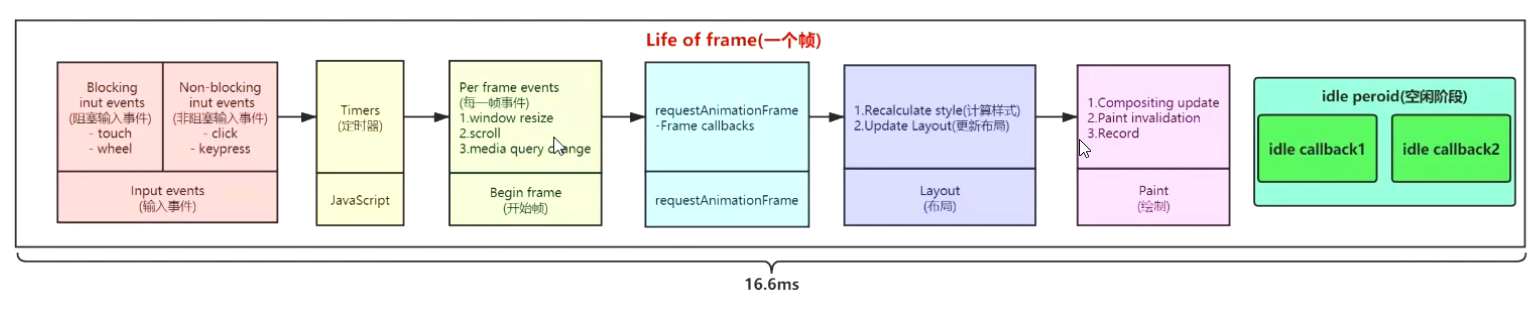 Life of frame(一个帧)
Blocking
inut events
(阻塞输入事件)
- touch
- wheel
Non-blocking
inut events
(非阻塞输入事件)
- click
- keypress
Input events
(输入事件)
Timers
(定时器)
JavaScript
Per frame events
(每一帧事件)
1.window resize
2.scroll
3.media query change
Begin frame
(开始帧)
requestAnimationFrame
-Frame callbacks
requestAnimationFrame
1.Recalculate style(计算样式)
2.Update Layout(更新布局)
Layout
(布局)
1.Compositing update
2.Paint invalidation
3.Record
Paint
(绘制)
idle peroid(空闲阶段)
idle callback1
idle callback2
16.6ms